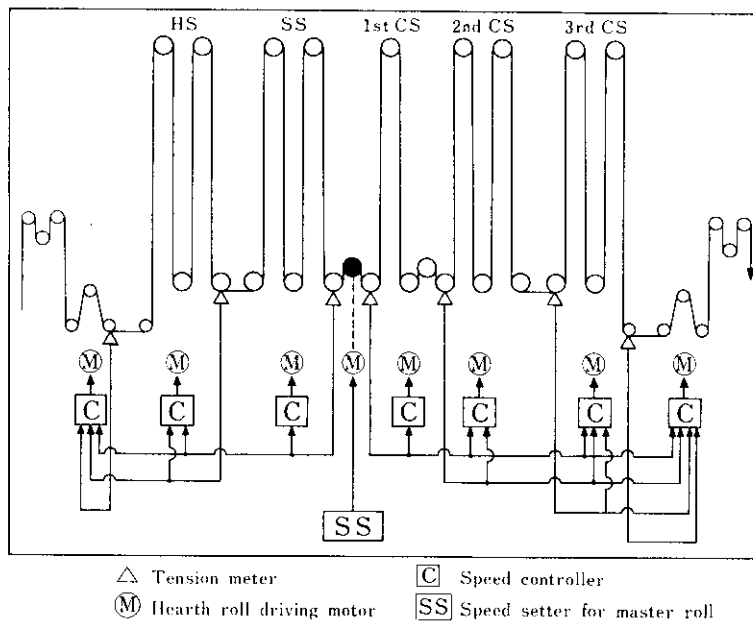 HS SS 1st CS 2nd CS 3rd CS
M M M M M M M M
C C C C C C C
SS
Tension meter C Speed controller
M Hearth roll driving motor SS Speed setter for master roll